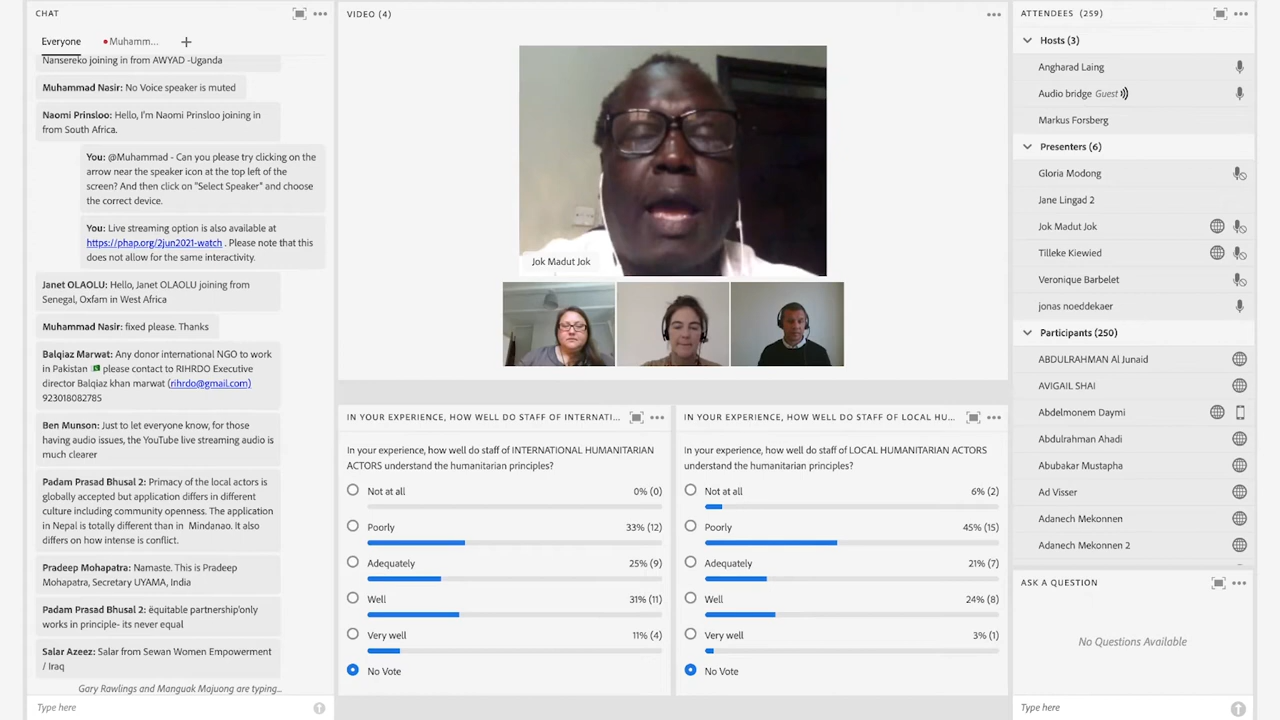 CHAT
Everyone
Muhamm...
Nansereko joining in from AWYAD -Uganda
Muhammad Nasir: No Voice speaker is muted
Naomi Prinsloo: Hello, I'm Naomi Prinsloo joining in
from South Africa.
You: @Muhammad - Can you please try clicking on the
arrow near the speaker icon at the top left of the
screen? And then click on "Select Speaker" and choose
the correct device.
You: Live streaming option is also available at
https://phap.org/2jun2021-watch . Please note that this
does not allow for the same interactivity.
Janet OLAOLU: Hello, Janet OLAOLU joining from
Senegal, Oxfam in West Africa
Muhammad Nasir: fixed please. Thanks
Balqiaz Marwat: Any donor international NGO to work
in Pakistan 🇵🇰 please contact to RIHRDO Executive
director Balqiaz khan marwat (rihrdo@gmail.com)
923018082785
Ben Munson: Just to let everyone know, for those
having audio issues, the YouTube live streaming audio is
much clearer
Padam Prasad Bhusal 2: Primacy of the local actors is
globally accepted but application differs in different
culture including community openness. The application
in Nepal is totally different than in Mindanao. It also
differs on how intense is conflict.
Pradeep Mohapatra: Namaste. This is Pradeep
Mohapatra, Secretary UYAMA, India
Padam Prasad Bhusal 2: ëquitable partnership'only
works in principle- its never equal
Salar Azeez: Salar from Sewan Women Empowerment
/ Iraq
Gary Rawlings and Manguak Majuong are typing...
Type here
VIDEO (4)
Jok Madut Jok
IN YOUR EXPERIENCE, HOW WELL DO STAFF OF INTERNATI...
In your experience, how well do staff of INTERNATIONAL HUMANITARIAN
ACTORS understand the humanitarian principles?
Not at all 0% (0)
Poorly 33% (12)
Adequately 25% (9)
Well 31% (11)
Very well 11% (4)
No Vote
IN YOUR EXPERIENCE, HOW WELL DO STAFF OF LOCAL HU...
In your experience, how well do staff of LOCAL HUMANITARIAN ACTORS
understand the humanitarian principles?
Not at all 6% (2)
Poorly 45% (15)
Adequately 21% (7)
Well 24% (8)
Very well 3% (1)
No Vote
ATTENDEES (259)
Hosts (3)
Angharad Laing
Audio bridge Guest
Markus Forsberg
Presenters (6)
Gloria Modong
Jane Lingad 2
Jok Madut Jok
Tilleke Kiewied
Veronique Barbelet
jonas noeddekaer
Participants (250)
ABDULRAHMAN Al Junaid
AVIGAIL SHAI
Abdelmonem Daymi
Abdulrahman Ahadi
Abubakar Mustapha
Ad Visser
Adanech Mekonnen
Adanech Mekonnen 2
ASK A QUESTION
No Questions Available
Type here